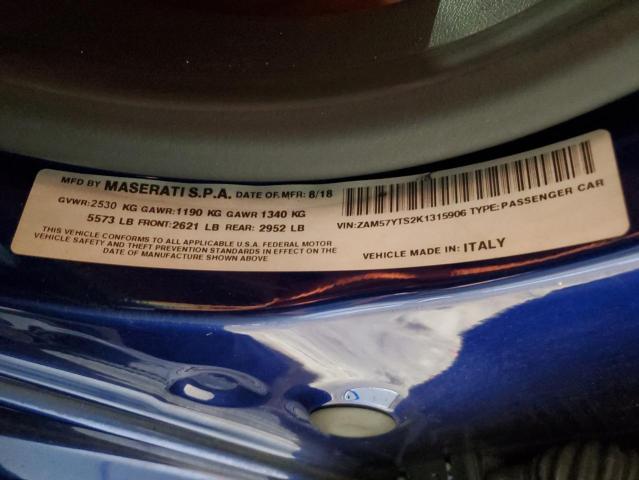 MFD BY MASERATI S.P.A. DATE OF MFR: 8/18
GVWR:2530 KG GAWR:1190 KG GAWR 1340 KG
5573 LB FRONT:2621 LB REAR: 2952 LB
THIS VEHICLE CONFORMS TO ALL APPLICABLE U.S.A. FEDERAL MOTOR
VEHICLE SAFETY AND THEFT PREVENTION STANDARDS IN EFFECT ON THE
DATE OF MANUFACTURE SHOWN ABOVE
VIN:ZAM57YTS2K1315906 TYPE:PASSENGER CAR
VEHICLE MADE IN: ITALY